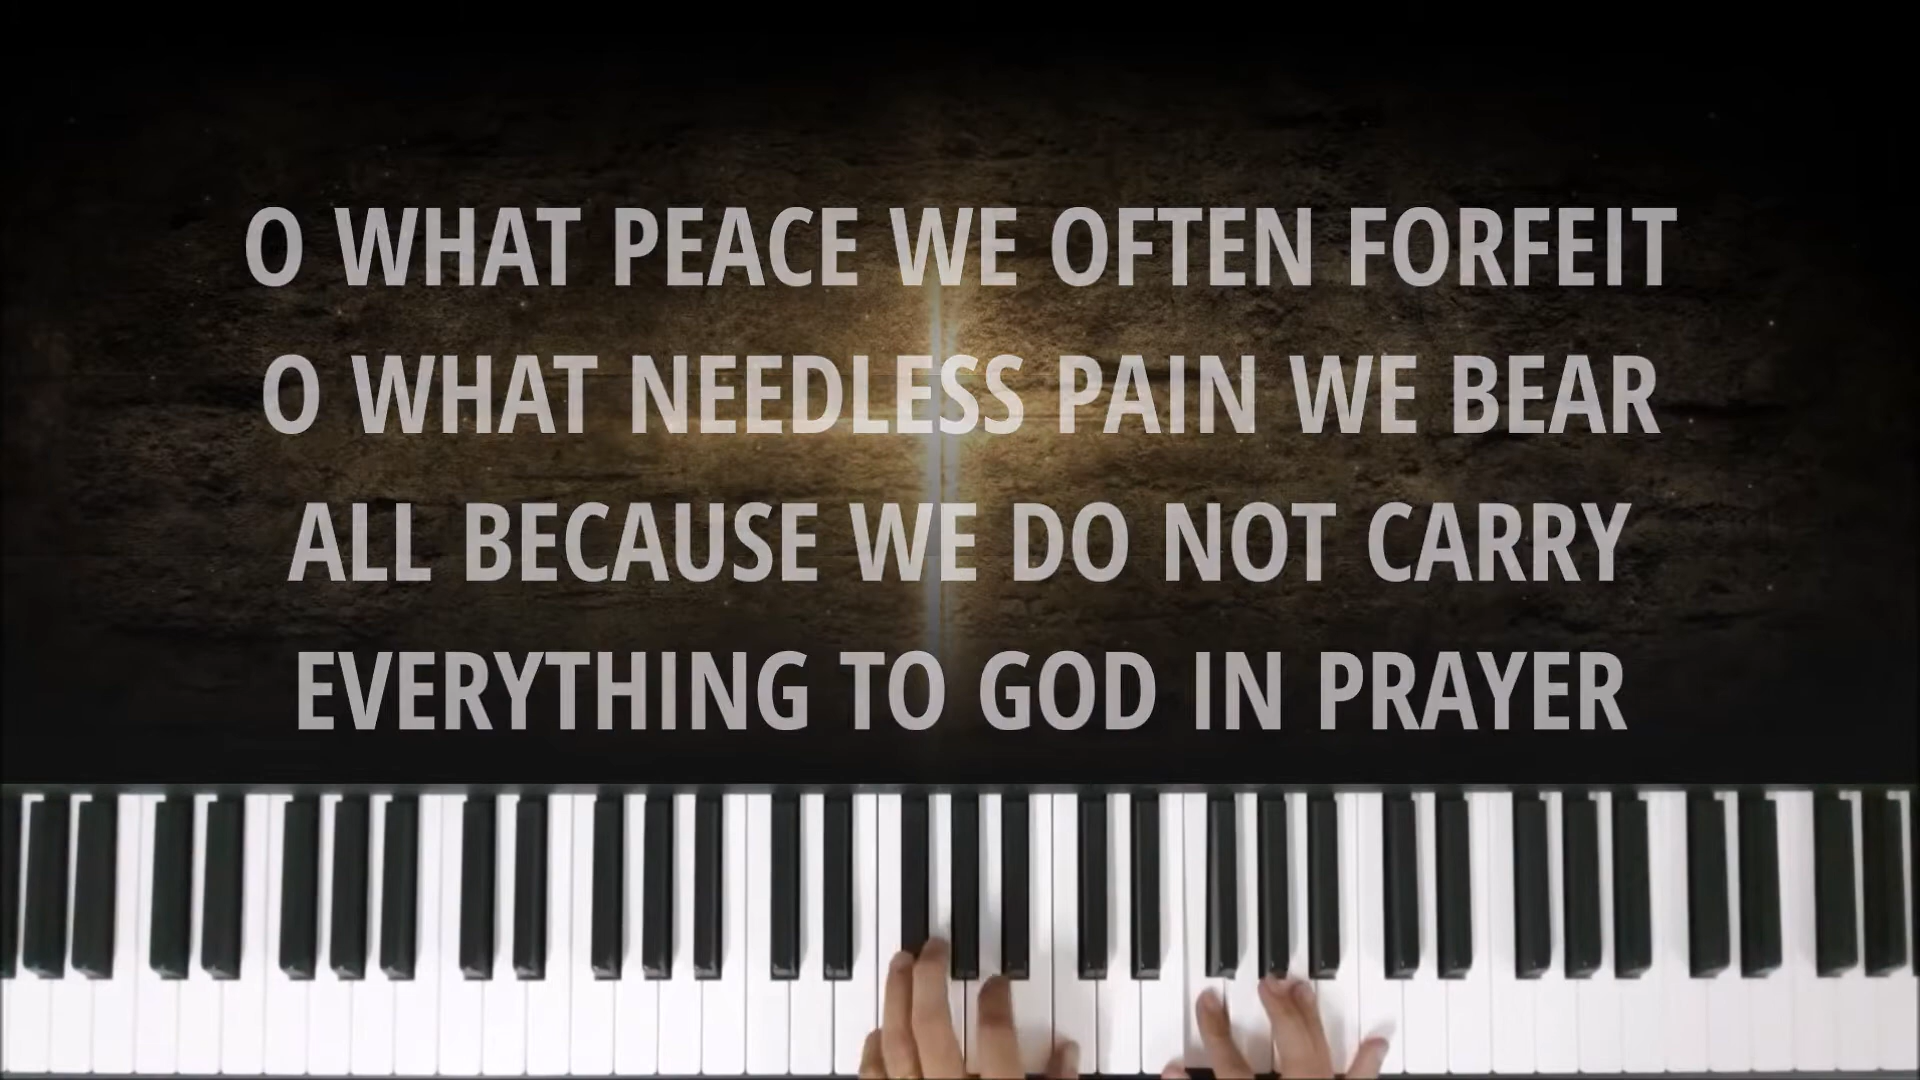 O WHAT PEACE WE OFTEN FORFEIT
O WHAT NEEDLESS PAIN WE BEAR
ALL BECAUSE WE DO NOT CARRY
EVERYTHING TO GOD IN PRAYER